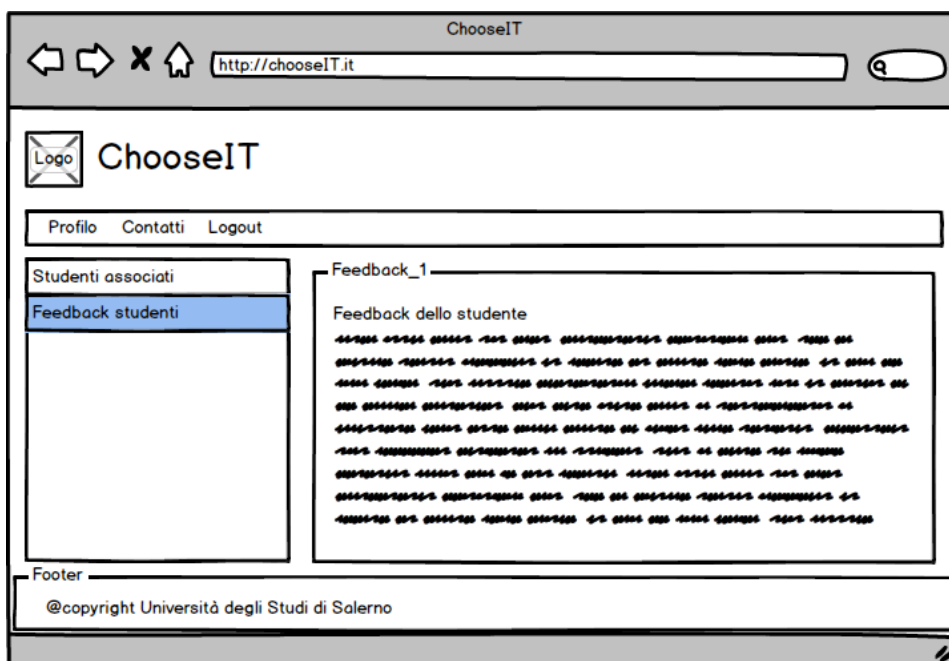 ChooseIT
http://chooseIT.it
Logo
ChooseIT
Profilo Contatti Logout
Studenti associati
Feedback studenti
Feedback_1
Feedback dello studente
Footer
@copyright Università degli Studi di Salerno